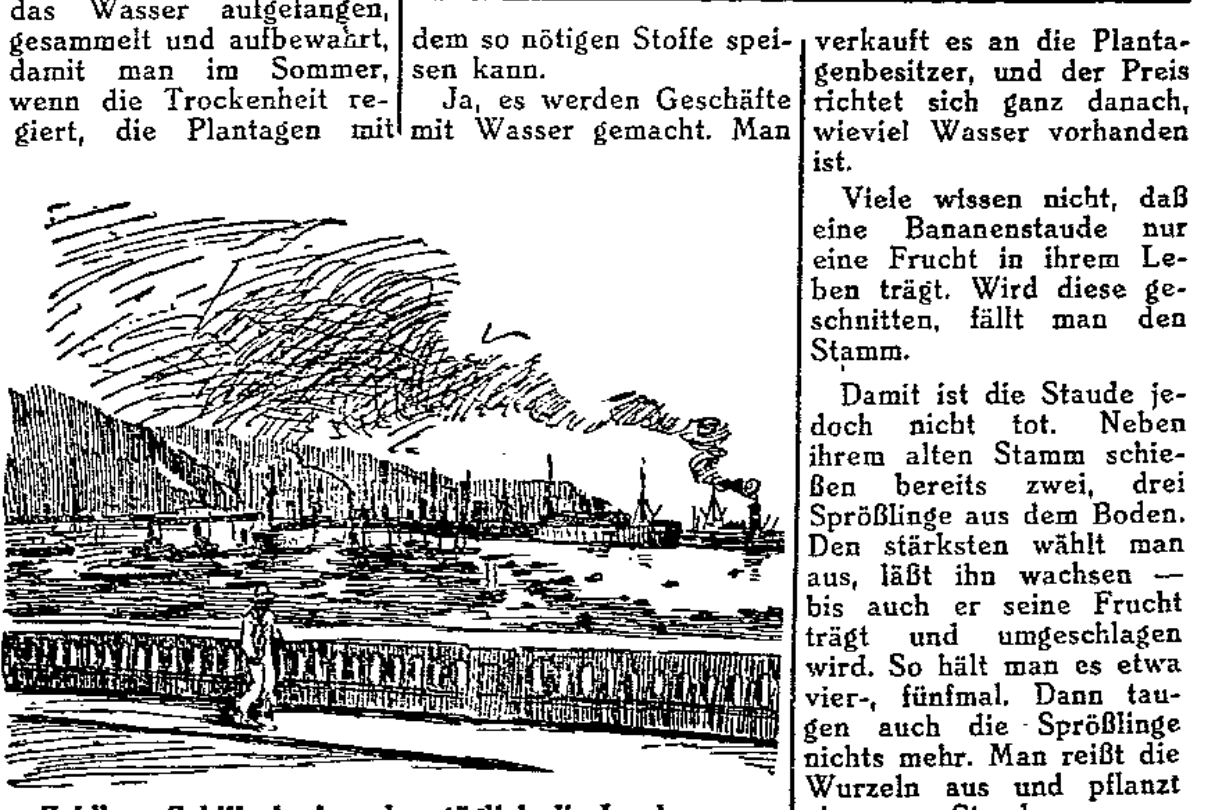 das Wasser aufgefangen,
gesammelt und aufbewahrt,
damit man im Sommer,
wenn die Trockenheit re-
giert, die Plantagen mit
dem so nötigen Stoffe spei-
sen kann.
Ja, es werden Geschäfte
mit Wasser gemacht. Man
verkauft es an die Planta-
genbesitzer, und der Preis
richtet sich ganz danach,
wieviel Wasser vorhanden
ist.
Viele wissen nicht, daß
eine Bananenstaude nur
eine Frucht in ihrem Le-
ben trägt. Wird diese ge-
schnitten, fällt man den
Stamm.
Damit ist die Staude je-
doch nicht tot. Neben
ihrem alten Stamm schie-
ßen bereits zwei, drei
Sprößlinge aus dem Boden.
Den stärksten wählt man
aus, läßt ihn wachsen —
bis auch er seine Frucht
trägt und umgeschlagen
wird. So hält man es etwa
vier-, fünfmal. Dann tau-
gen auch die Sprößlinge
nichts mehr. Man reißt die
Wurzeln aus und pflanzt